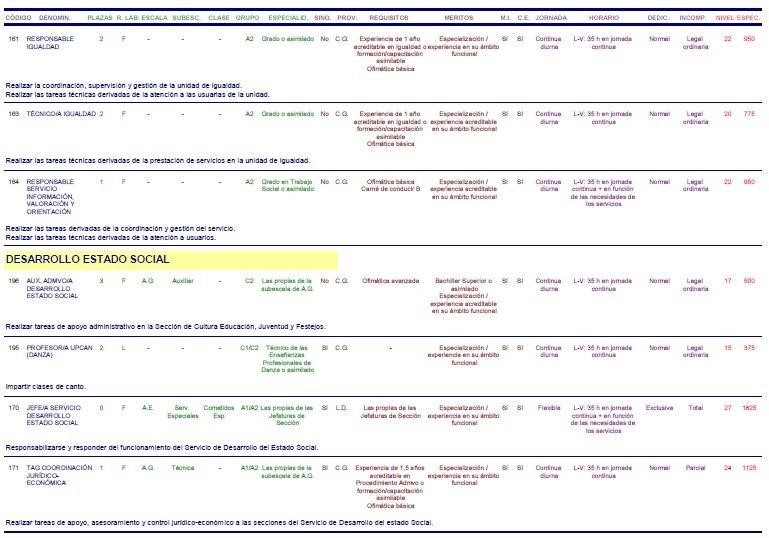 CÓDIGO DENOMIN. PLAZAS R. LAB. ESCALA SUBESC. CLASE GRUPO ESPECIALID. SING. PROV. REQUISITOS MERITOS M.I. C.E. JORNADA HORARIO DEDIC. INCOMP. NIVEL ESPEC.
161 RESPONSABLE 2 F - - - A2 Grado o asimilado No C.G. Experiencia de 1 año Especialización / SI SI Continua L-V: 35 h en jornada Normal Legal 22 950
IGUALDAD acreditable en igualdad o experiencia en su ámbito diurna continua ordinaria
formación/capacitación funcional
asimilable
Ofimática básica
Realizar la coordinación, supervisión y gestión de la unidad de igualdad.
Realizar las tareas técnicas derivadas de la atención a las usuarias de la unidad.
163 TÉCNICO/A IGUALDAD 2 F - - - A2 Grado o asimilado No C.G. Experiencia de 1 año Especialización / SI SI Continua L-V: 35 h en jornada Normal Legal 20 775
acreditable en igualdad o experiencia acreditable diurna continua ordinaria
formación/capacitación en su ámbito funcional
asimilable
Ofimática básica
Realizar las tareas técnicas derivadas de la prestación de servicios en la unidad de igualdad.
164 RESPONSABLE 1 F - - - A2 Grado en Trabajo No C.G. Ofimática básica Especialización / SI SI Continua L-V: 35 h en jornada Normal Legal 22 950
SERVICIO Social o asimilado Carné de conducir B experiencia acreditable diurna continua + en función ordinaria
INFORMACIÓN, en su ámbito funcional de las necesidades de
VALORACIÓN Y los servicios
ORIENTACIÓN
Realizar las tareas derivadas de la coordinación y gestión del servicio.
Realizar las tareas técnicas derivadas de la atención a usuarios.
DESARROLLO ESTADO SOCIAL
196 AUX. ADMVO/A 3 F A.G. Auxiliar - C2 Las propias de la No C.G. Ofimática avanzada Bachiller Superior o SI SI Continua L-V: 35 h en jornada Normal Legal 17 500
DESARROLLO subescala de A.G. asimilado diurna continua ordinaria
ESTADO SOCIAL Especialización /
experiencia acreditable
en su ámbito funcional
Realizar tareas de apoyo administrativo en la Sección de Cultura Educación, Juventud y Festejos.
195 PROFESOR/A UPCAN 2 L - - - C1/C2 Técnico de las SI C.G. - Especialización / SI SI Continua L-V: 35 h en jornada Normal Legal 15 375
(DANZA) Enseñanzas experiencia en su ámbito diurna continua ordinaria
Profesionales de funcional
Danza o asimilado
Impartir clases de canto.
170 JEFE/A SERVICIO 0 F A.E. Serv. Cometidos A1/A2 Las propias de las SI L.D. Las propias de las Especialización / SI SI Flexible L-V: 35 h en jornada Exclusiva Total 27 1825
DESARROLLO Especiales Esp. Jefaturas de Jefaturas de Sección experiencia en su ámbito continua + en función
ESTADO SOCIAL Sección funcional de las necesidades de
los servicios
Responsabilizarse y responder del funcionamiento del Servicio de Desarrollo del Estado Social.
171 TAG COORDINACIÓN 1 F A.G. Técnica - A1/A2 Las propias de la SI C.G. Experiencia de 1,5 años Especialización / SI SI Continua L-V: 35 h en jornada Normal Parcial 24 1125
JURÍDICO- subescala de A.G. acreditable en experiencia en su ámbito diurna continua
ECONÓMICA Procedimiento Admvo o funcional
formación/capacitación
asimilable
Ofimática básica
Realizar tareas de apoyo, asesoramiento y control jurídico-económico a las secciones del Servicio de Desarrollo del estado Social.